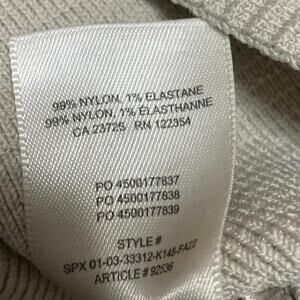 99% NYLON, 1% ELASTANE
99% NYLON, 1% ÉLASTHANNE
CA 23725 RN 122354
PO 4500177837
PO 4500177838
PO 4500177839
STYLE #
SPX 01-03-33312-K148-FA22
ARTICLE # 92536